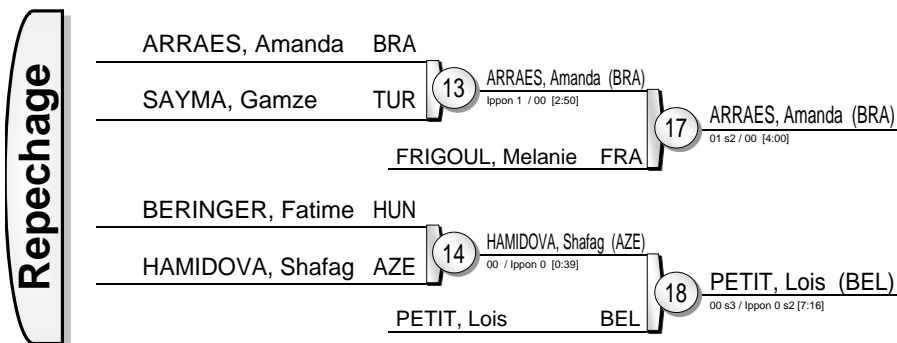 Repechage
ARRAES, Amanda BRA
SAYMA, Gamze TUR
13
ARRAES, Amanda (BRA)
Ippon 1 / 00 [2:50]
FRIGOUL, Melanie FRA
17
ARRAES, Amanda (BRA)
01 s2 / 00 [4:00]
BERINGER, Fatime HUN
HAMIDOVA, Shafag AZE
14
HAMIDOVA, Shafag (AZE)
00 / Ippon 0 [0:39]
PETIT, Lois BEL
18
PETIT, Lois (BEL)
00 s3 / Ippon 0 s2 [7:16]